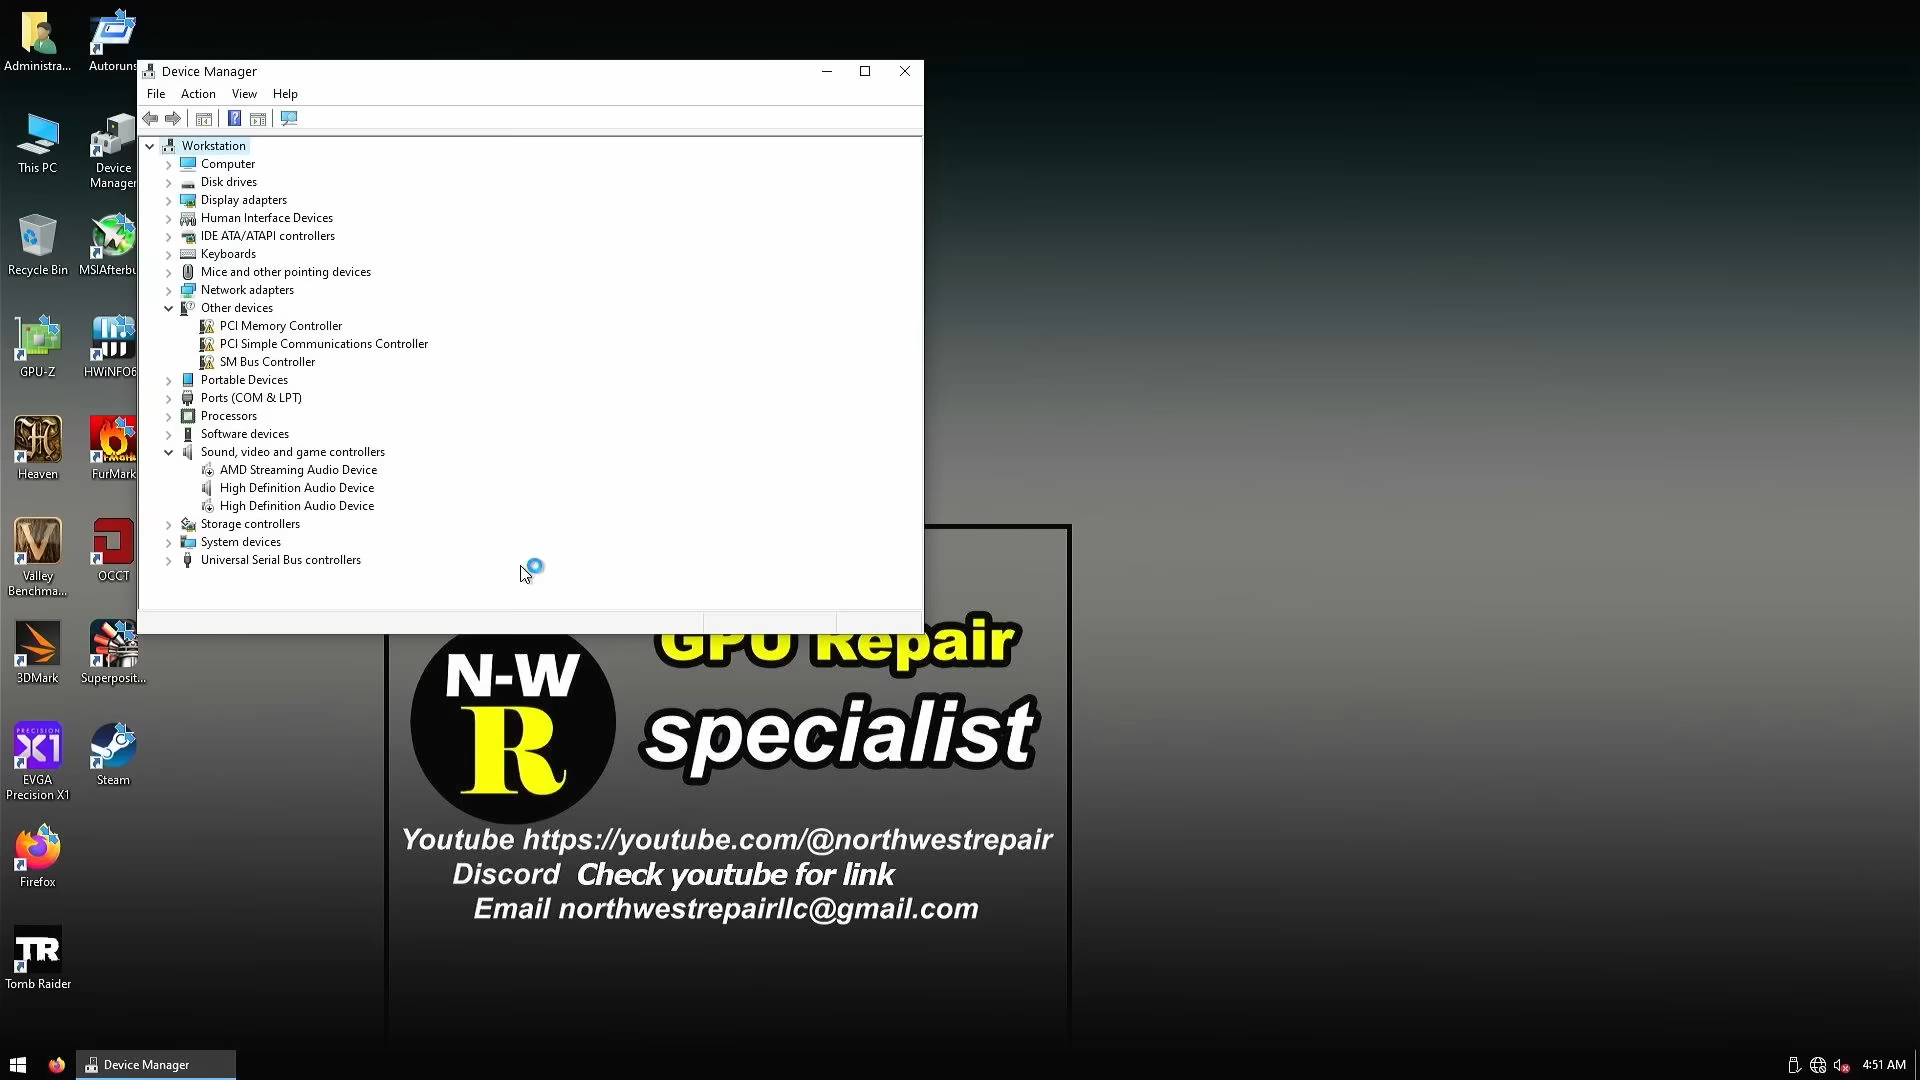 Administra...
Autoruns
This PC
Device
Manager
Recycle Bin
MSIAfterbu
GPU-Z
HWiNFO6
Heaven
FurMark
Valley
Benchma...
OCCT
3DMark
Superposit...
EVGA
Precision X1
PRECISION
X1
Steam
Firefox
TR
Tomb Raider
Device Manager
File Action View Help
Workstation
Computer
Disk drives
Display adapters
Human Interface Devices
IDE ATA/ATAPI controllers
Keyboards
Mice and other pointing devices
Network adapters
Other devices
PCI Memory Controller
PCI Simple Communications Controller
SM Bus Controller
Portable Devices
Ports (COM & LPT)
Processors
Software devices
Sound, video and game controllers
AMD Streaming Audio Device
High Definition Audio Device
High Definition Audio Device
Storage controllers
System devices
Universal Serial Bus controllers
N-W
R
GPU Repair
specialist
Youtube https://youtube.com/@northwestrepair
Discord Check youtube for link
Email northwestrepairllc@gmail.com
Device Manager
4:51 AM